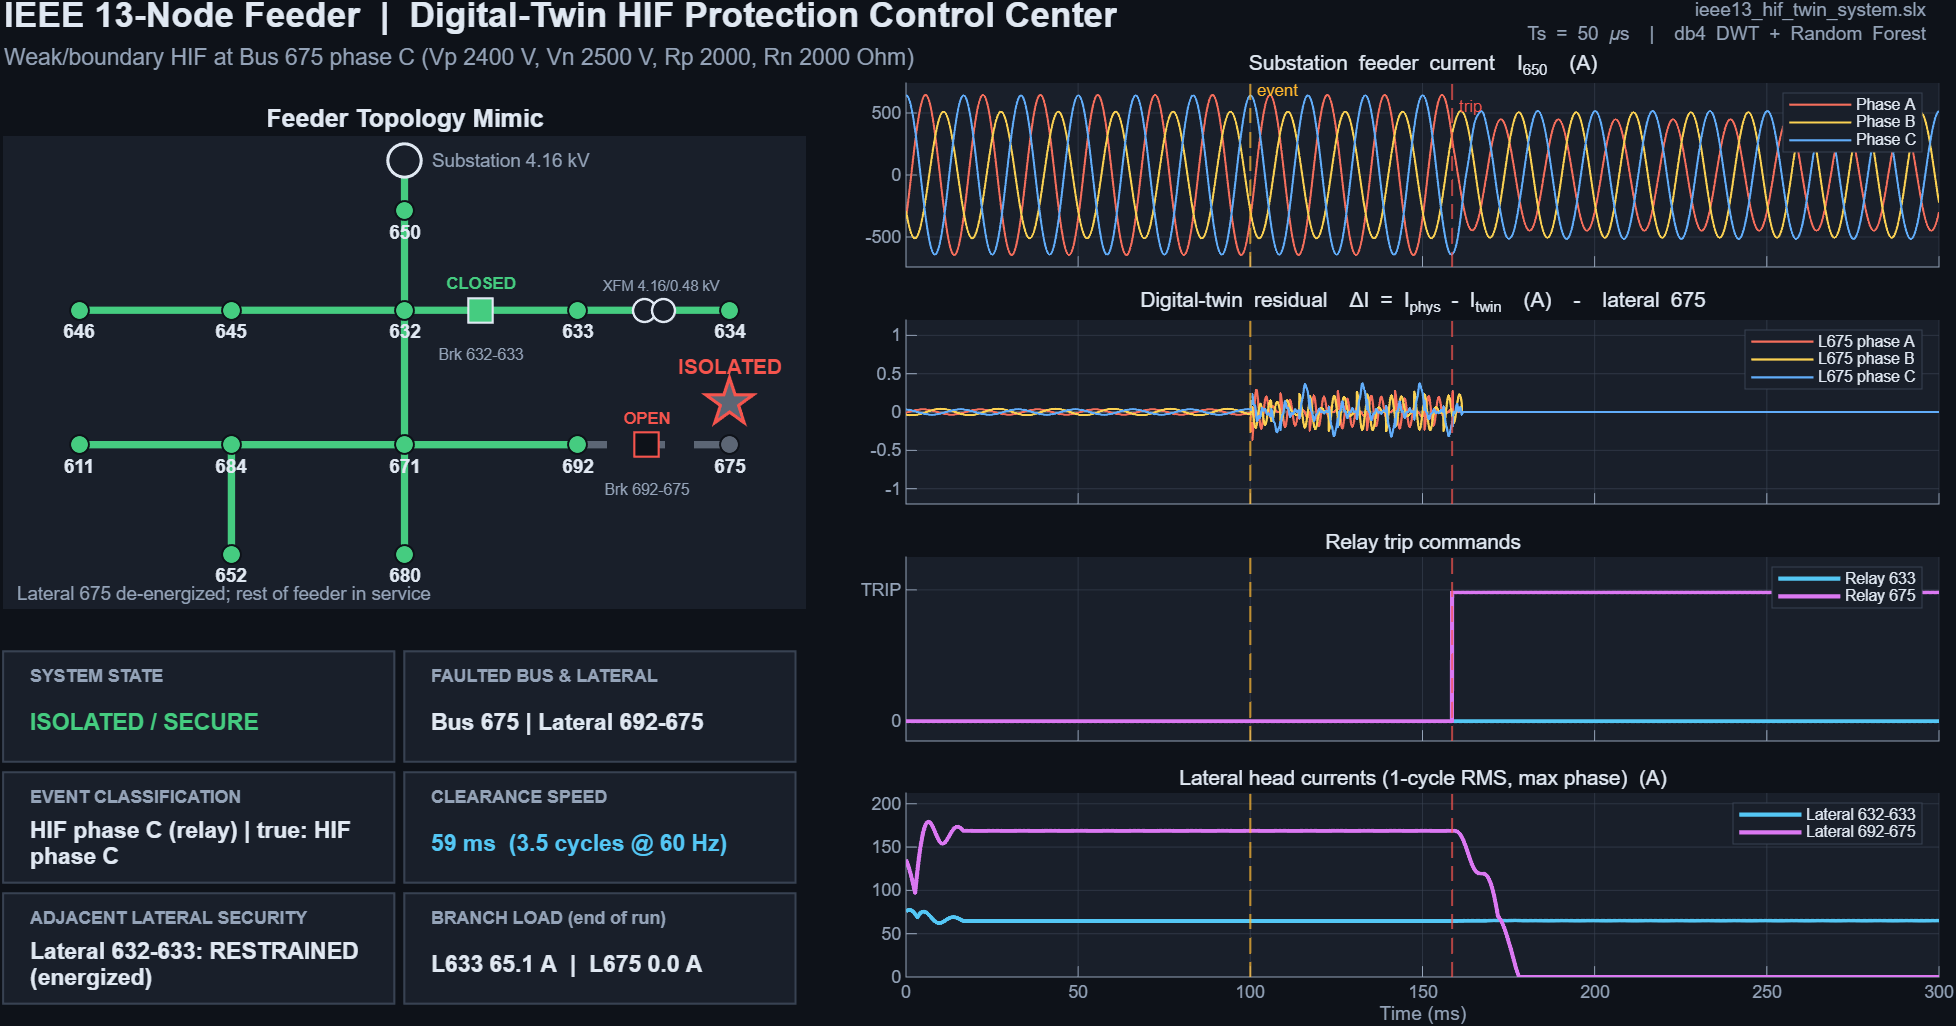 IEEE 13-Node Feeder | Digital-Twin HIF Protection Control Center
Weak/boundary HIF at Bus 675 phase C (Vp 2400 V, Vn 2500 V, Rp 2000, Rn 2000 Ohm)
ieee13_hif_twin_system.slx
Ts = 50 µs | db4 DWT + Random Forest
Feeder Topology Mimic
Substation 4.16 kV
650
CLOSED
XFM 4.16/0.48 kV
646
645
632
633
634
Brk 632-633
ISOLATED
OPEN
611
684
671
692
675
Brk 692-675
652
680
Lateral 675 de-energized; rest of feeder in service
SYSTEM STATE
ISOLATED / SECURE
FAULTED BUS & LATERAL
Bus 675 | Lateral 692-675
EVENT CLASSIFICATION
HIF phase C (relay) | true: HIF
phase C
CLEARANCE SPEED
59 ms (3.5 cycles @ 60 Hz)
ADJACENT LATERAL SECURITY
Lateral 632-633: RESTRAINED
(energized)
BRANCH LOAD (end of run)
L633 65.1 A | L675 0.0 A
Substation feeder current I650 (A)
event
trip
Phase A
Phase B
Phase C
500
0
-500
Digital-twin residual ΔI = Iphys - Itwin (A) - lateral 675
L675 phase A
L675 phase B
L675 phase C
1
0.5
0
-0.5
-1
Relay trip commands
Relay 633
Relay 675
TRIP
0
Lateral head currents (1-cycle RMS, max phase) (A)
Lateral 632-633
Lateral 692-675
200
150
100
50
0
0 50 100 150 200 250 300
Time (ms)